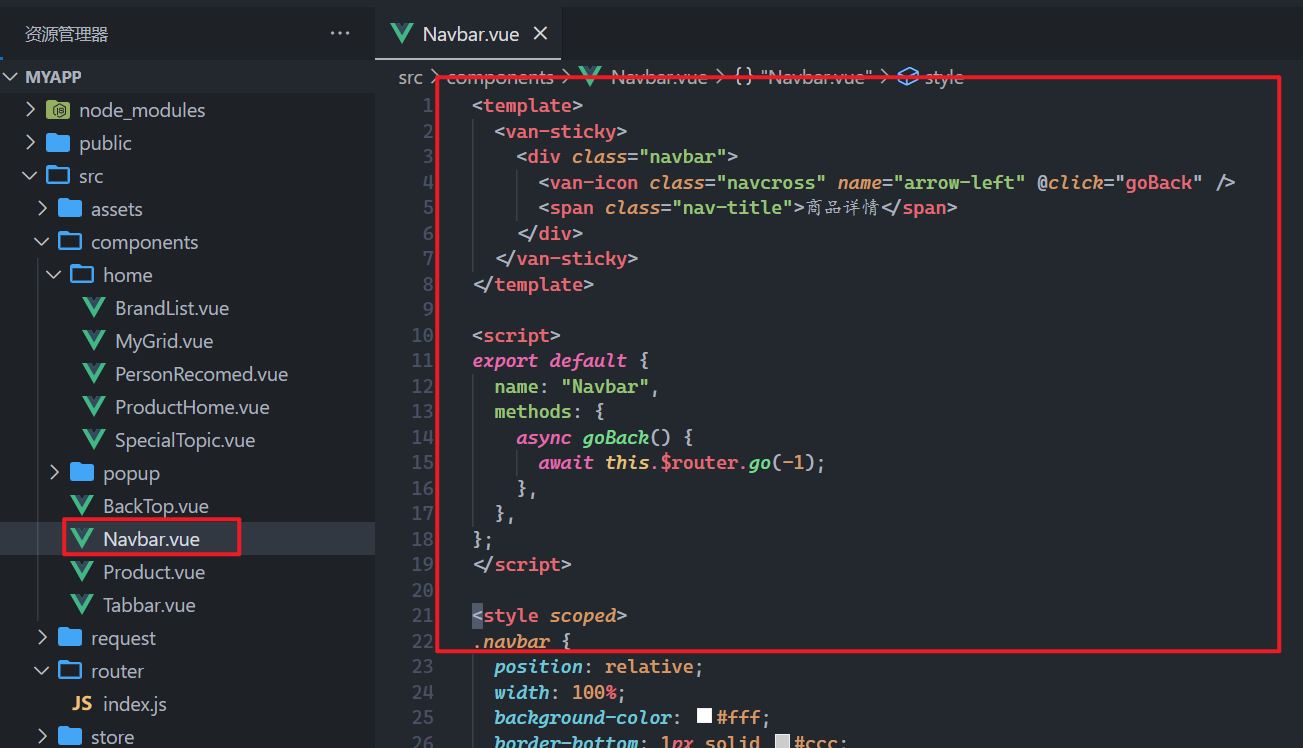 资源管理器 ···
Navbar.vue ×
MYAPP
node_modules
public
src
assets
components
home
BrandList.vue
MyGrid.vue
PersonRecomed.vue
ProductHome.vue
SpecialTopic.vue
popup
BackTop.vue
Navbar.vue
Product.vue
Tabbar.vue
request
router
JS index.js
store
src > components > Navbar.vue > {} "Navbar.vue" > style
1 <template>
2 <van-sticky>
3 <div class="navbar">
4 <van-icon class="navcross" name="arrow-left" @click="goBack" />
5 <span class="nav-title">商品详情</span>
6 </div>
7 </van-sticky>
8 </template>
9
10 <script>
11 export default {
12 name: "Navbar",
13 methods: {
14 async goBack() {
15 await this.$router.go(-1);
16 },
17 },
18 };
19 </script>
20
21 <style scoped>
22 .navbar {
23 position: relative;
24 width: 100%;
25 background-color: #fff;
26 border-bottom: 1px solid #ccc;